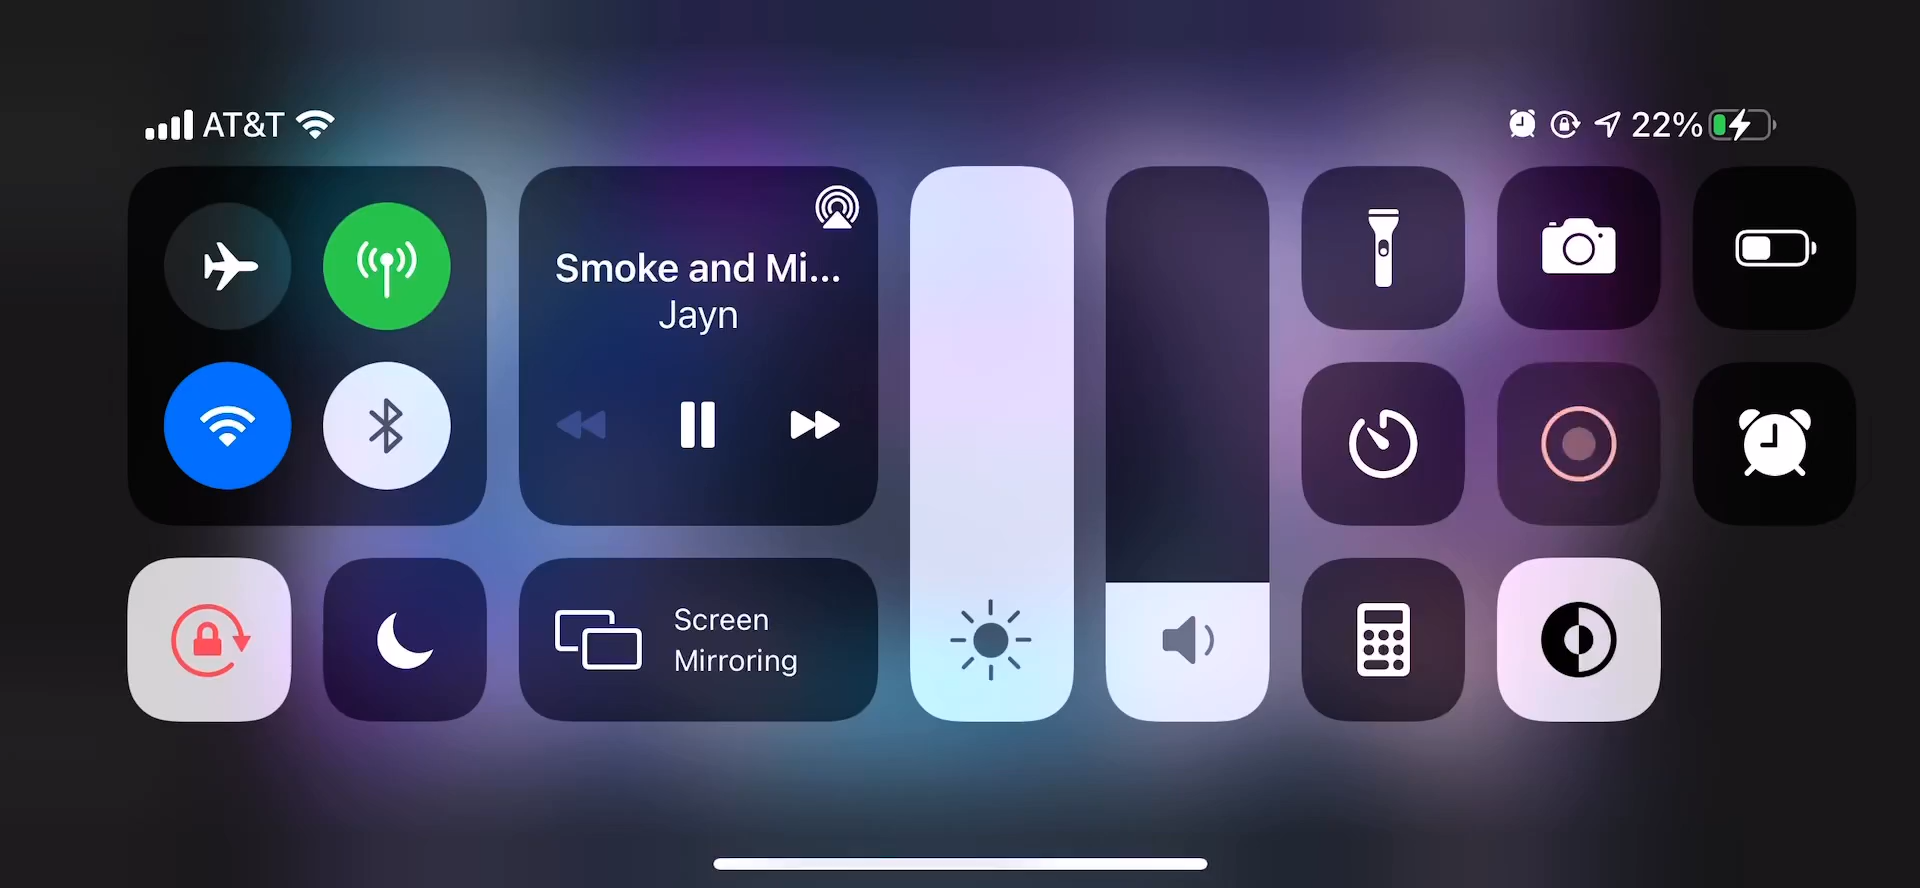 AT&T
22%
Smoke and Mi...
Jayn
Screen
Mirroring